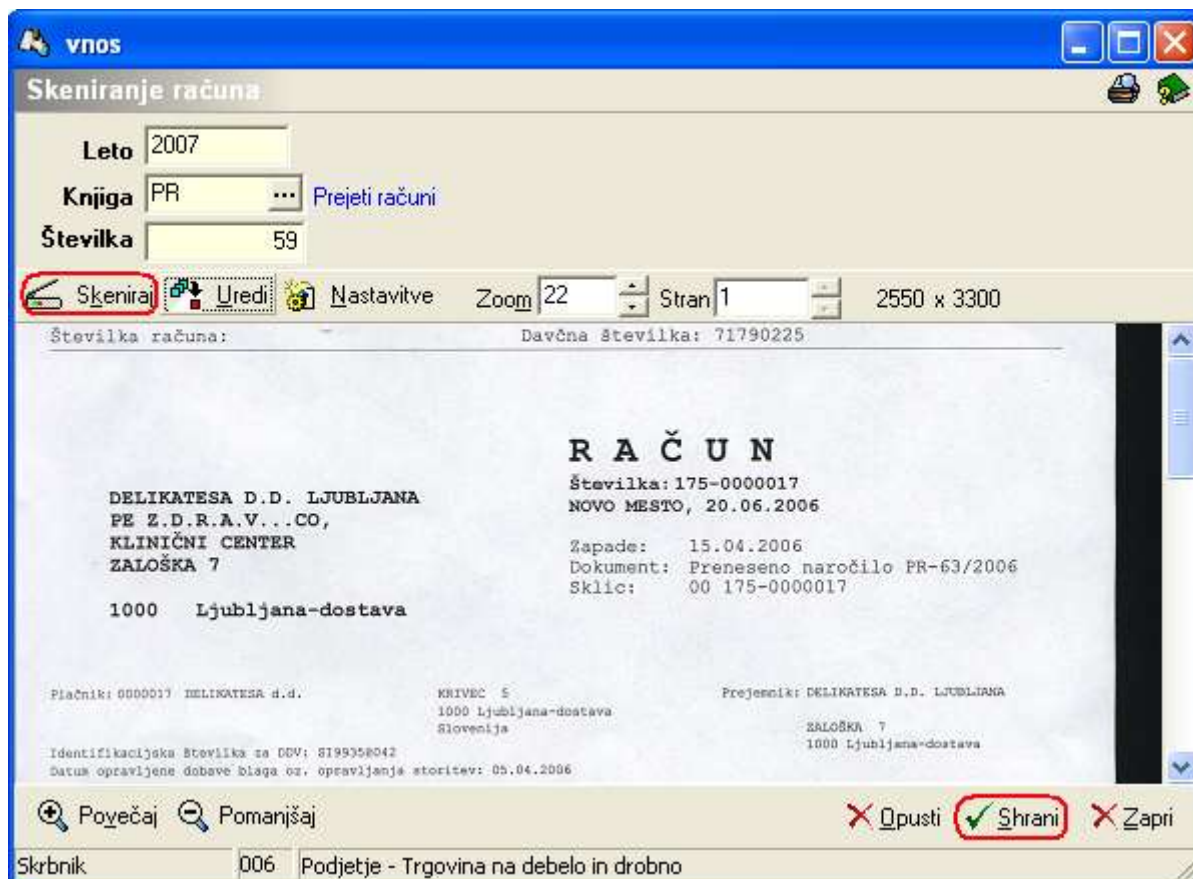 vnos
Skeniranje računa
Leto 2007
Knjiga PR ... Prejeti računi
Številka 59
Skeniraj Uredi Nastavitve Zoom 22 Stran 1 2550 x 3300
Številka računa: Davčna številka: 71790225
R A Č U N
Številka: 175-0000017
NOVO MESTO, 20.06.2006
DELIKATESA D.D. LJUBLJANA
PE Z.D.R.A.V...CO,
KLINIČNI CENTER
ZALOŠKA 7
1000 Ljubljana-dostava
Zapade: 15.04.2006
Dokument: Preneseno naročilo PR-63/2006
Sklic: 00 175-0000017
Plačnik: 0000017 DELIKATESA d.d.
KRIVEC 5
1000 Ljubljana-dostava
Slovenija
Prejemnik: DELIKATESA D.D. LJUBLJANA
ZALOŠKA 7
1000 Ljubljana-dostava
Identifikacijska številka za DDV: SI99358042
Datum opravljene dobave blaga oz. opravljanja storitev: 05.04.2006
Povečaj Pomanjšaj Opusti Shrani Zapri
Skrbnik 006 Podjetje - Trgovina na debelo in drobno